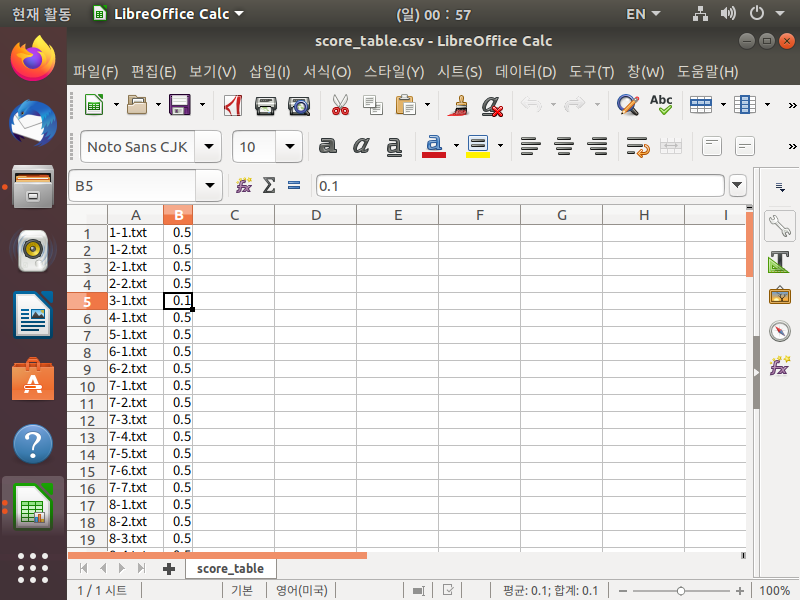 현재 활동 LibreOffice Calc (일) 00 : 57 EN
score_table.csv - LibreOffice Calc
파일(F) 편집(E) 보기(V) 삽입(I) 서식(O) 스타일(Y) 시트(S) 데이터(D) 도구(T) 창(W) 도움말(H)
Abc
Noto Sans CJK 10 a a a a
B5 fx Σ = 0.1
A B C D E F G H I
1 1-1.txt 0.5
2 1-2.txt 0.5
3 2-1.txt 0.5
4 2-2.txt 0.5
5 3-1.txt 0.1
6 4-1.txt 0.5
7 5-1.txt 0.5
8 6-1.txt 0.5
9 6-2.txt 0.5
10 7-1.txt 0.5
11 7-2.txt 0.5
12 7-3.txt 0.5
13 7-4.txt 0.5
14 7-5.txt 0.5
15 7-6.txt 0.5
16 7-7.txt 0.5
17 8-1.txt 0.5
18 8-2.txt 0.5
19 8-3.txt 0.5
score_table
1 / 1 시트 기본 영어(미국) 평균: 0.1; 합계: 0.1 100%